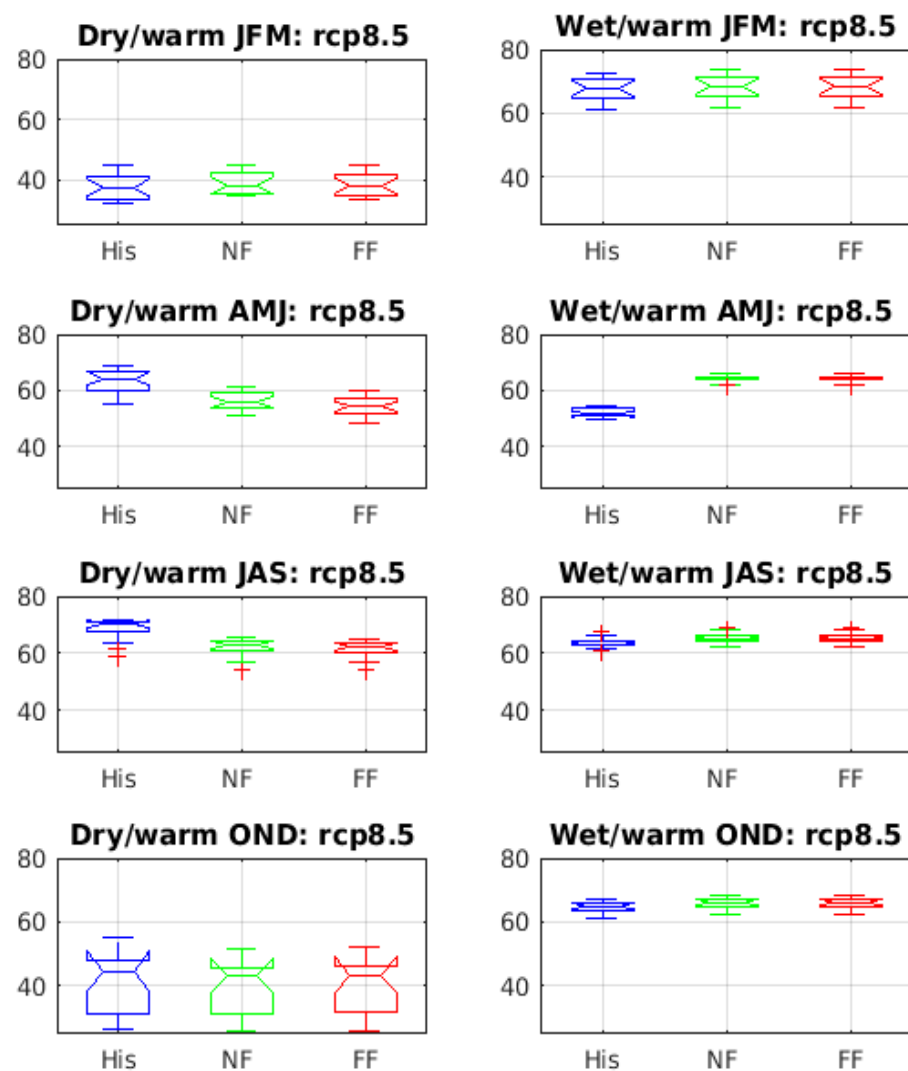 Dry/warm JFM: rcp8.5
80
60
40
His NF FF
Wet/warm JFM: rcp8.5
80
60
40
His NF FF
Dry/warm AMJ: rcp8.5
80
60
40
His NF FF
Wet/warm AMJ: rcp8.5
80
60
40
His NF FF
Dry/warm JAS: rcp8.5
80
60
40
His NF FF
Wet/warm JAS: rcp8.5
80
60
40
His NF FF
Dry/warm OND: rcp8.5
80
60
40
His NF FF
Wet/warm OND: rcp8.5
80
60
40
His NF FF